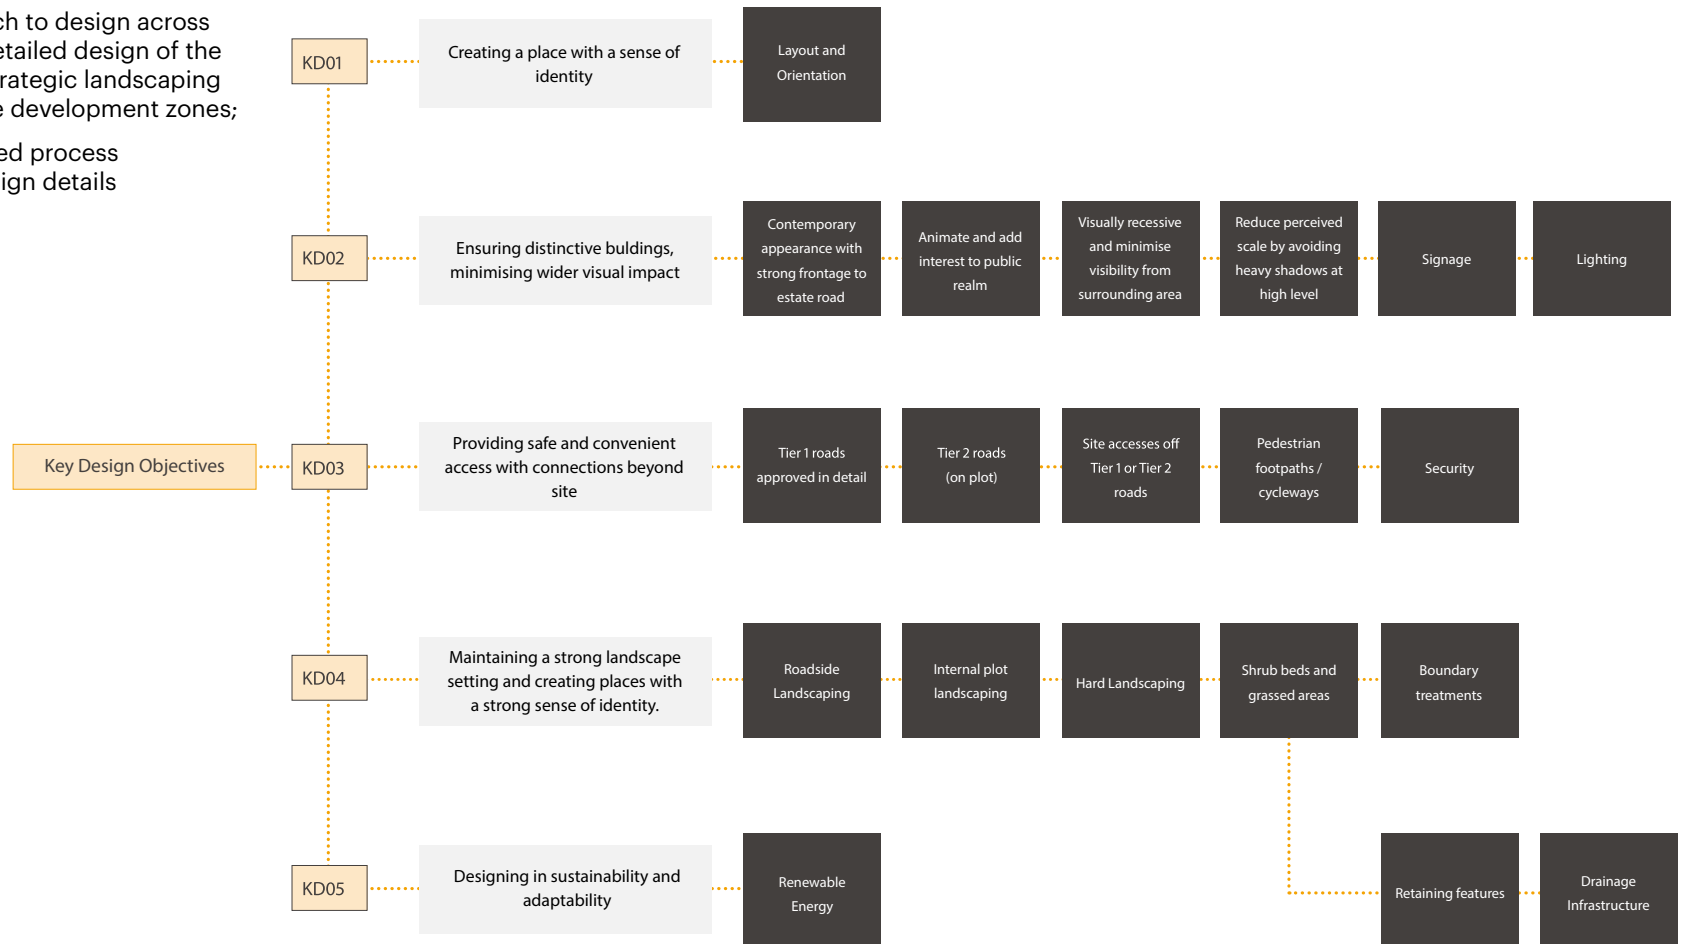 ch to design across
etailed design of the
trategic landscaping
e development zones;
ed process
ign details
KD01
Creating a place with a sense of
identity
Layout and
Orientation
KD02
Ensuring distinctive buldings,
minimising wider visual impact
Contemporary
appearance with
strong frontage to
estate road
Animate and add
interest to public
realm
Visually recessive
and minimise
visibility from
surrounding area
Reduce perceived
scale by avoiding
heavy shadows at
high level
Signage
Lighting
Key Design Objectives
KD03
Providing safe and convenient
access with connections beyond
site
Tier 1 roads
approved in detail
Tier 2 roads
(on plot)
Site accesses off
Tier 1 or Tier 2
roads
Pedestrian
footpaths /
cycleways
Security
KD04
Maintaining a strong landscape
setting and creating places with
a strong sense of identity.
Roadside
Landscaping
Internal plot
landscaping
Hard Landscaping
Shrub beds and
grassed areas
Boundary
treatments
KD05
Designing in sustainability and
adaptability
Renewable
Energy
Retaining features
Drainage
Infrastructure